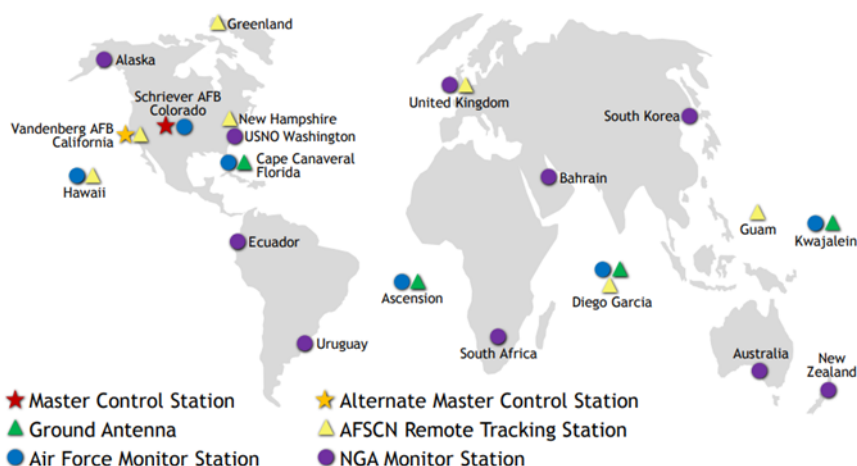 Greenland
Alaska
Schriever AFB
Colorado
New Hampshire
USNO Washington
Vandenberg AFB
California
Cape Canaveral
Florida
Hawaii
United Kingdom
South Korea
Bahrain
Guam
Kwajalein
Ecuador
Ascension
Diego Garcia
Uruguay
South Africa
Australia
New
Zealand
Master Control Station
Alternate Master Control Station
Ground Antenna
AFSCN Remote Tracking Station
Air Force Monitor Station
NGA Monitor Station